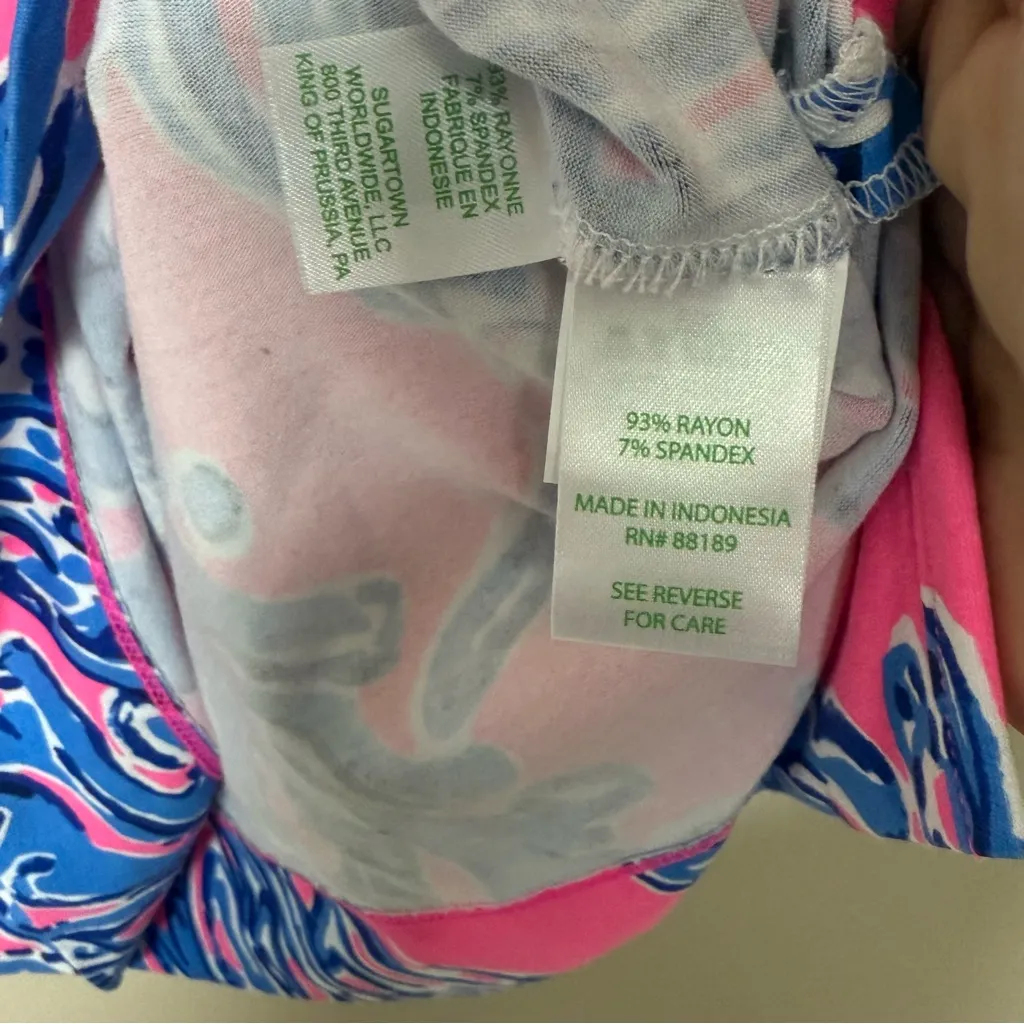 93% RAYONNE
7% SPANDEX
FABRIQUE EN
INDONESIE
SUGARTOWN
WORLDWIDE, LLC
800 THIRD AVENUE
KING OF PRUSSIA, PA
93% RAYON
7% SPANDEX
MADE IN INDONESIA
RN# 88189
SEE REVERSE
FOR CARE